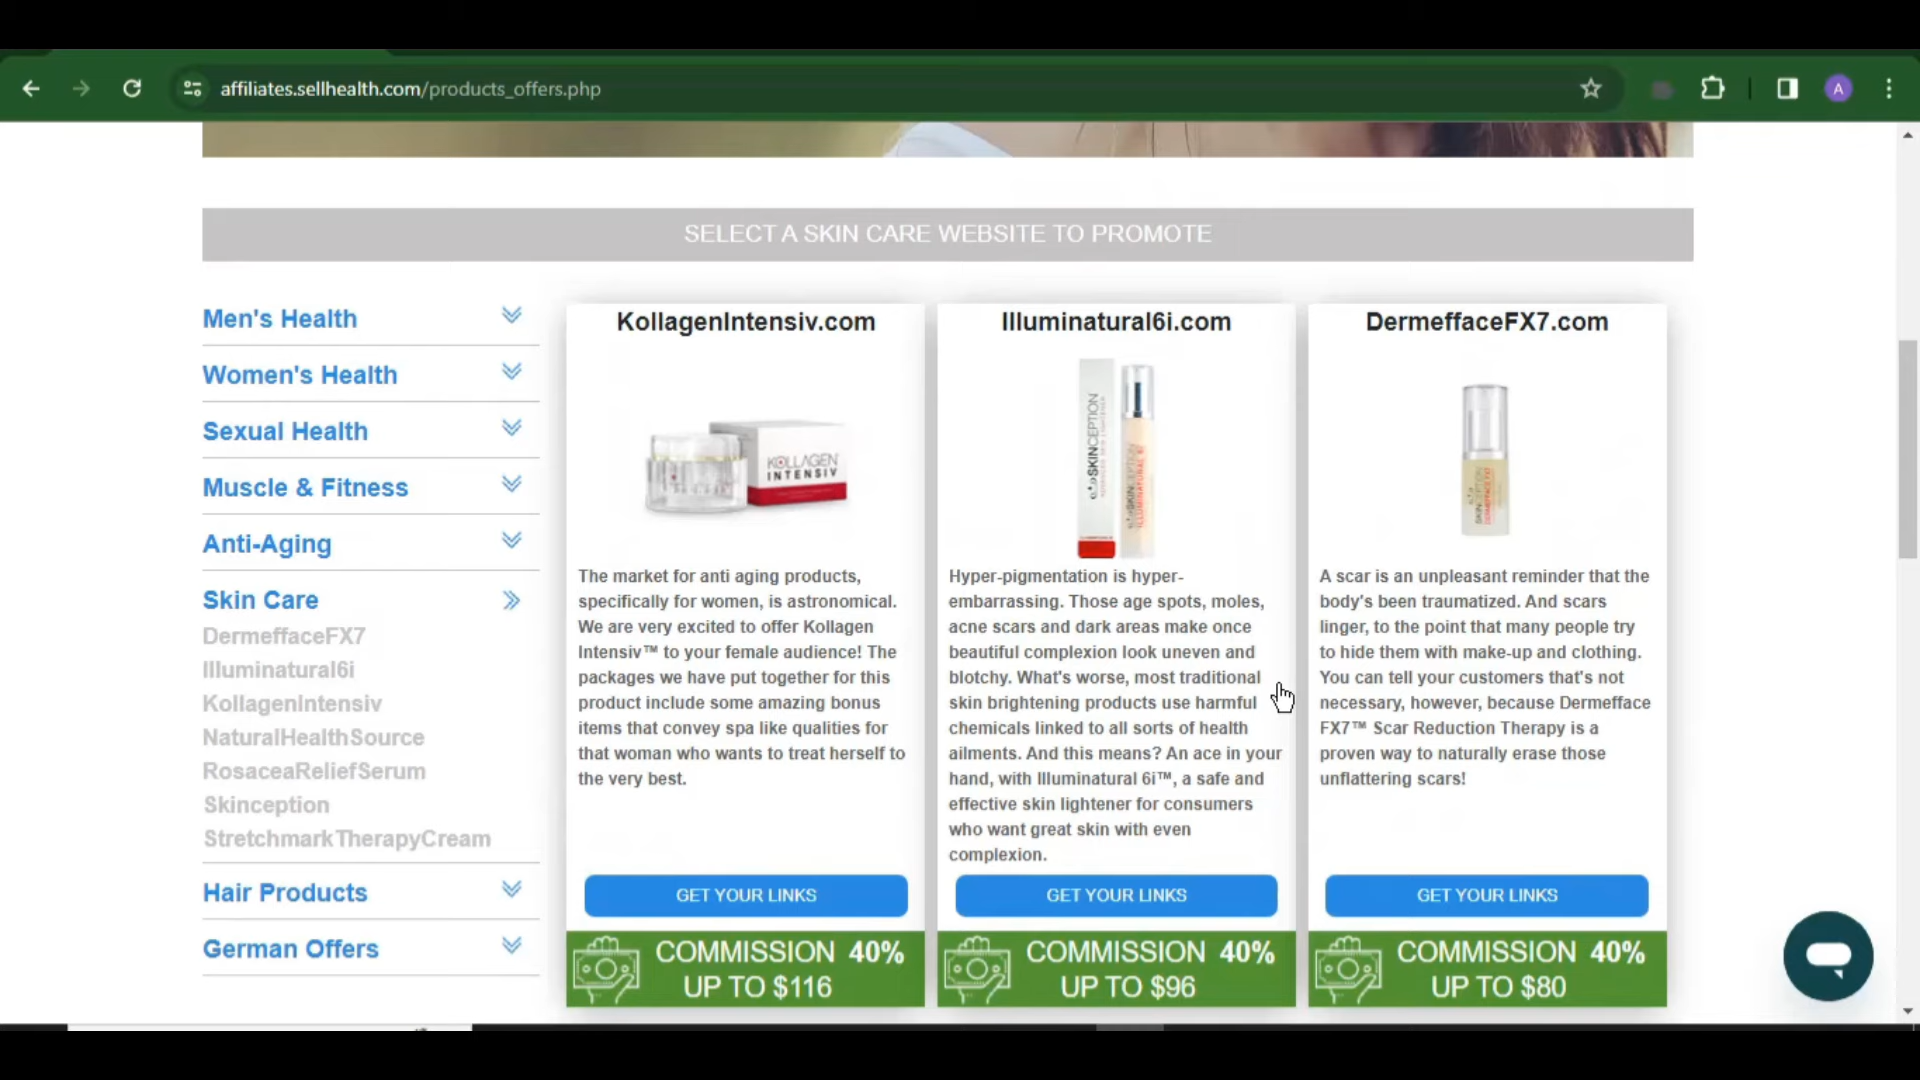 affiliates.sellhealth.com/products_offers.php
A
SELECT A SKIN CARE WEBSITE TO PROMOTE
Men's Health
Women's Health
Sexual Health
Muscle & Fitness
Anti-Aging
Skin Care
DermeffaceFX7
Illuminatural6i
KollagenIntensiv
NaturalHealthSource
RosaceaReliefSerum
Skinception
StretchmarkTherapyCream
Hair Products
German Offers
KollagenIntensiv.com
KOLLAGEN
INTENSIV
The market for anti aging products,
specifically for women, is astronomical.
We are very excited to offer Kollagen
Intensiv™ to your female audience! The
packages we have put together for this
product include some amazing bonus
items that convey spa like qualities for
that woman who wants to treat herself to
the very best.
GET YOUR LINKS
COMMISSION 40%
UP TO $116
Illuminatural6i.com
SKINCEPTION
SKINCEPTION
ILLUMINATURAL 6i
Hyper-pigmentation is hyper-
embarrassing. Those age spots, moles,
acne scars and dark areas make once
beautiful complexion look uneven and
blotchy. What's worse, most traditional
skin brightening products use harmful
chemicals linked to all sorts of health
ailments. And this means? An ace in your
hand, with Illuminatural 6i™, a safe and
effective skin lightener for consumers
who want great skin with even
complexion.
GET YOUR LINKS
COMMISSION 40%
UP TO $96
DermeffaceFX7.com
SKINCEPTION
DERMEFFACE FX7
A scar is an unpleasant reminder that the
body's been traumatized. And scars
linger, to the point that many people try
to hide them with make-up and clothing.
You can tell your customers that's not
necessary, however, because Dermefface
FX7™ Scar Reduction Therapy is a
proven way to naturally erase those
unflattering scars!
GET YOUR LINKS
COMMISSION 40%
UP TO $80